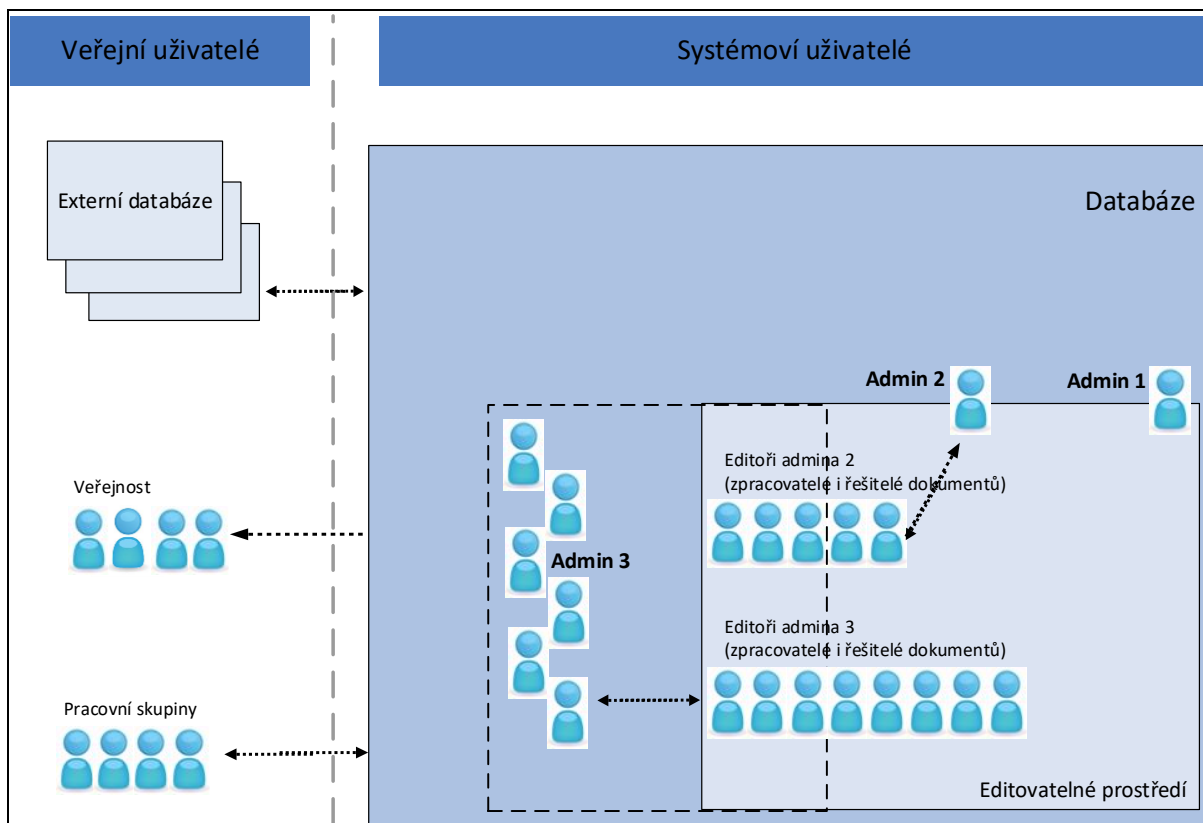 Veřejní uživatelé
Systémoví uživatelé
Externí databáze
Databáze
Admin 2
Admin 1
Editoři admina 2
(zpracovatelé i řešitelé dokumentů)
Veřejnost
Admin 3
Editoři admina 3
(zpracovatelé i řešitelé dokumentů)
Pracovní skupiny
Editovatelné prostředí